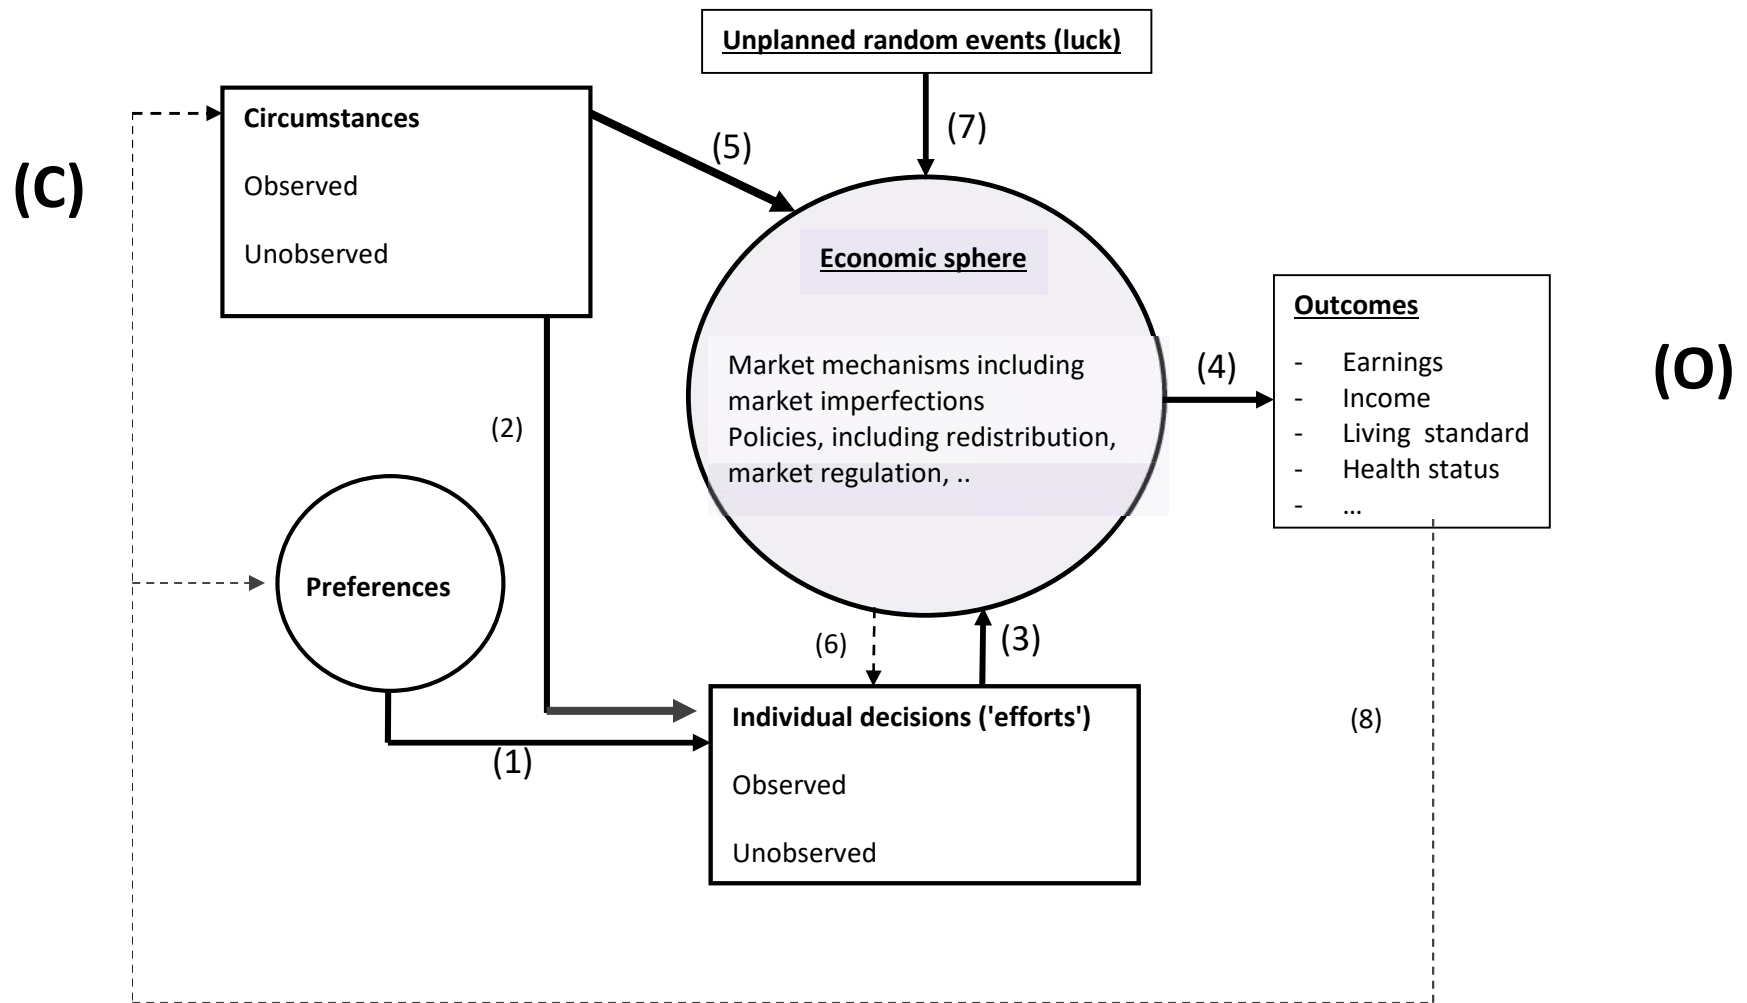 Unplanned random events (luck)
(7)
Circumstances
Observed
Unobserved
(C)
(5)
Economic sphere
Market mechanisms including
market imperfections
Policies, including redistribution,
market regulation, ..
(4)
Outcomes
- Earnings
- Income
- Living standard
- Health status
- ...
(O)
(2)
Preferences
(6)
(3)
(1)
Individual decisions ('efforts')
Observed
Unobserved
(8)